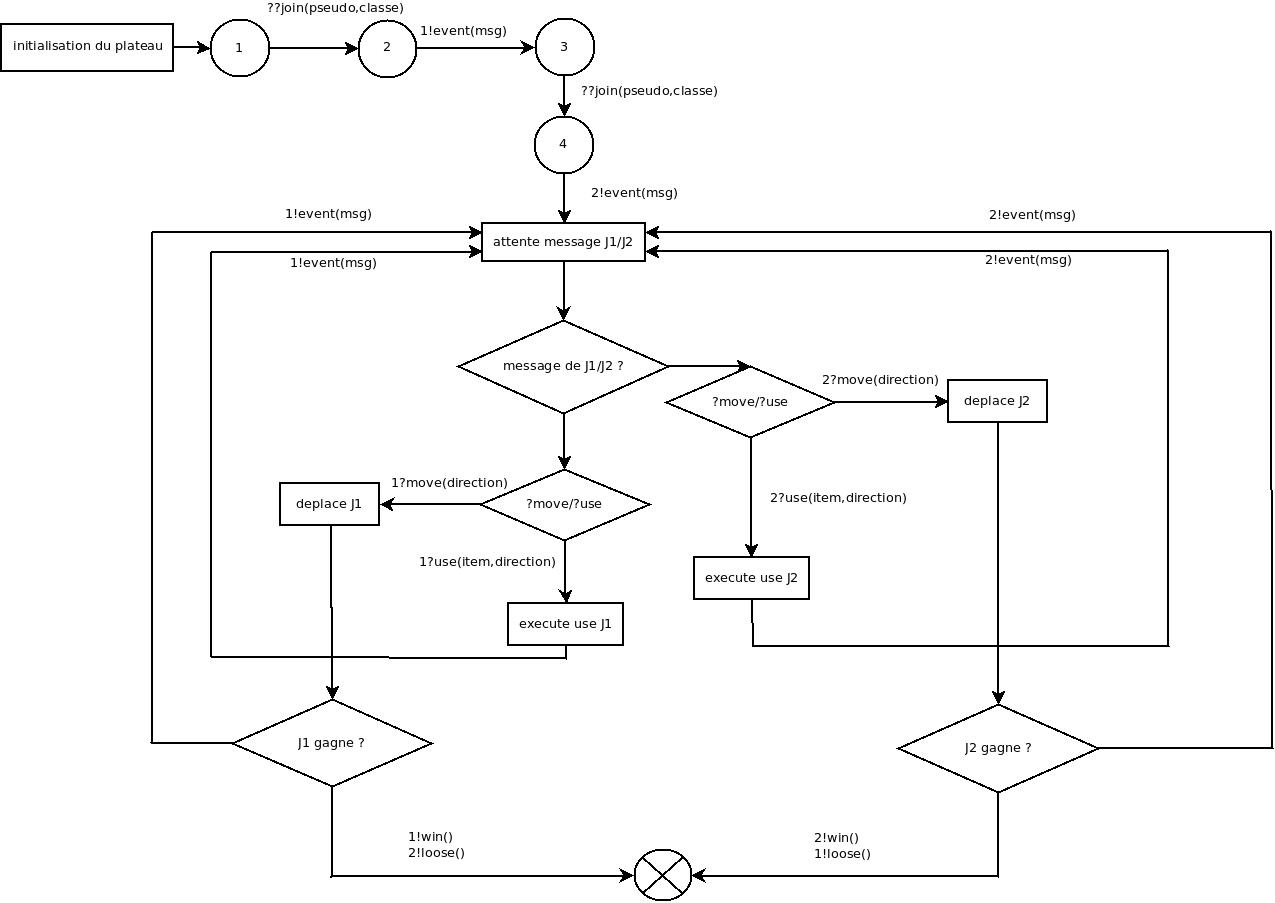 ??join(pseudo,classe)
initialisation du plateau
1
2
1!event(msg)
3
??join(pseudo,classe)
4
2!event(msg)
1!event(msg)
2!event(msg)
attente message J1/J2
1!event(msg)
2!event(msg)
message de J1/J2 ?
2?move(direction)
?move/?use
deplace J2
1?move(direction)
deplace J1
?move/?use
2?use(item,direction)
1?use(item,direction)
execute use J2
execute use J1
J1 gagne ?
J2 gagne ?
1!win()
2!loose()
2!win()
1!loose()